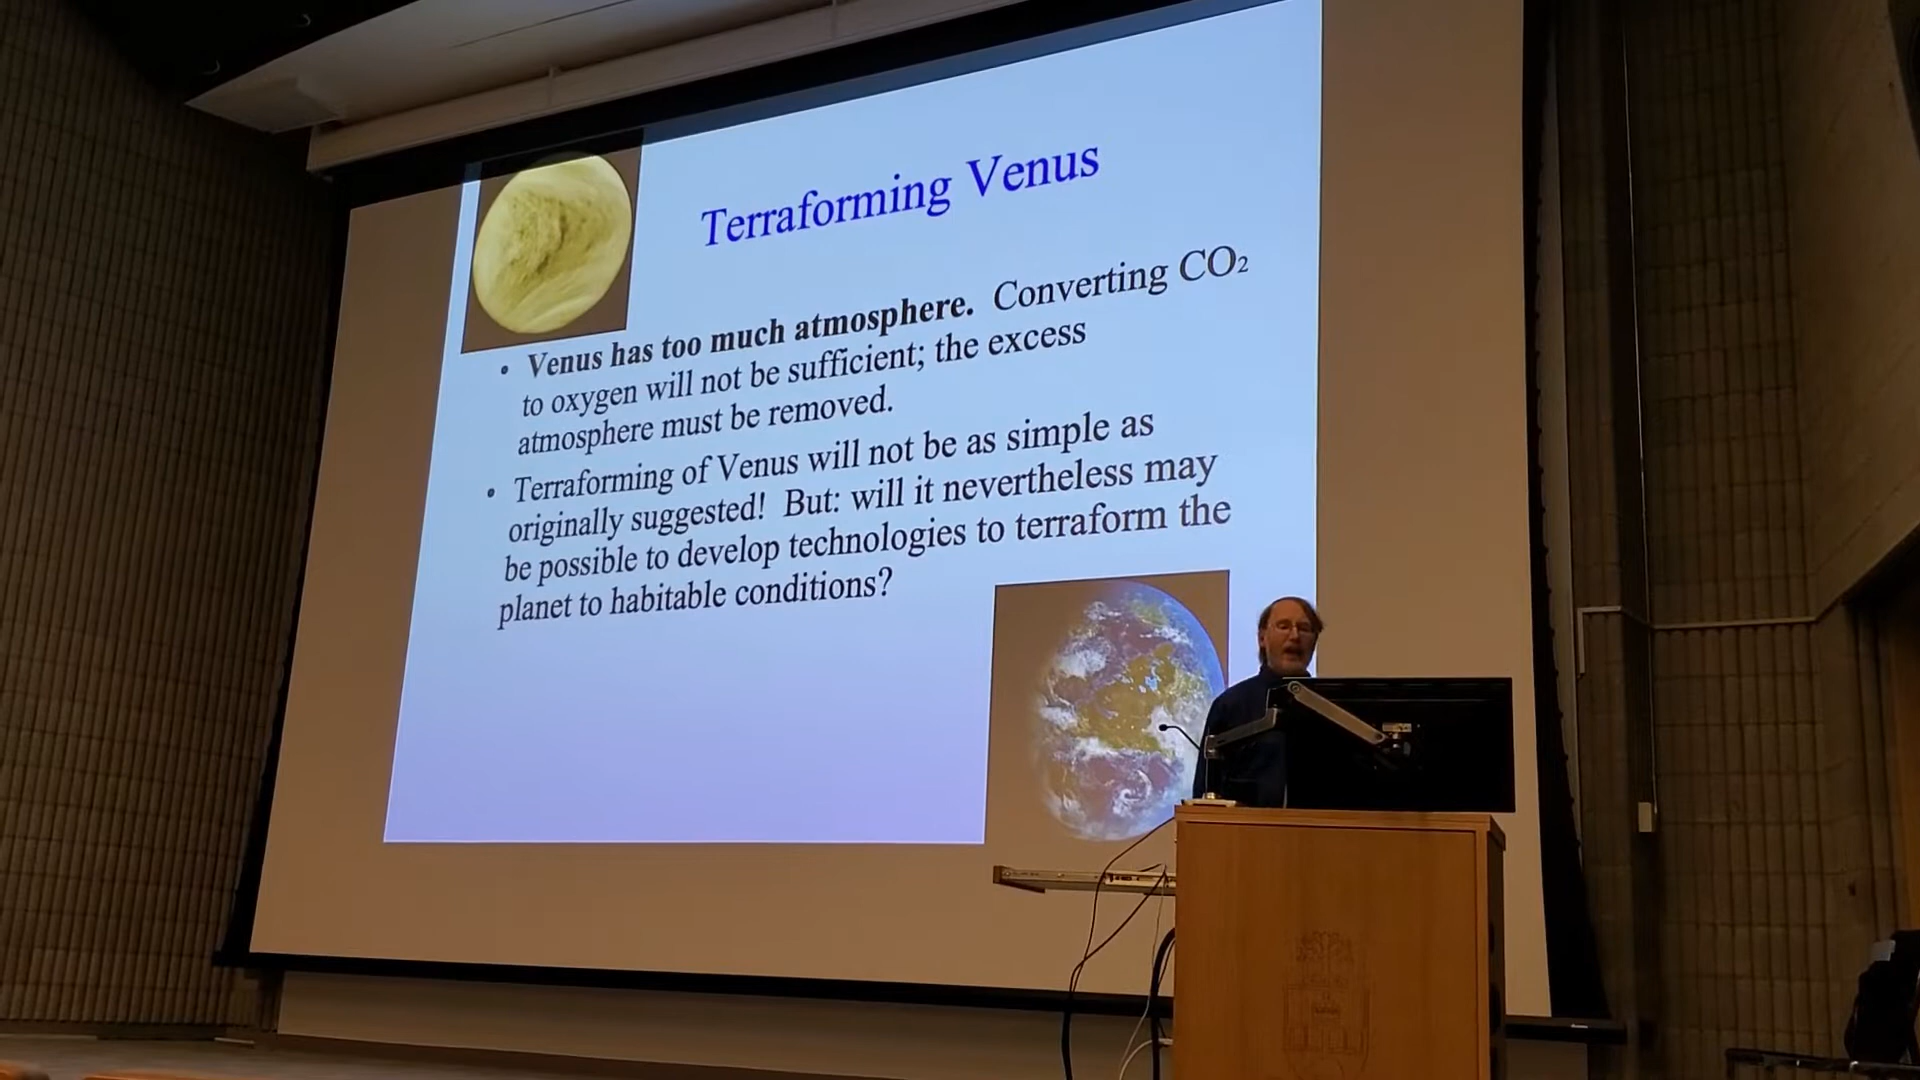 Terraforming Venus
• Venus has too much atmosphere. Converting CO₂
to oxygen will not be sufficient; the excess
atmosphere must be removed.
• Terraforming of Venus will not be as simple as
originally suggested! But: will it nevertheless may
be possible to develop technologies to terraform the
planet to habitable conditions?